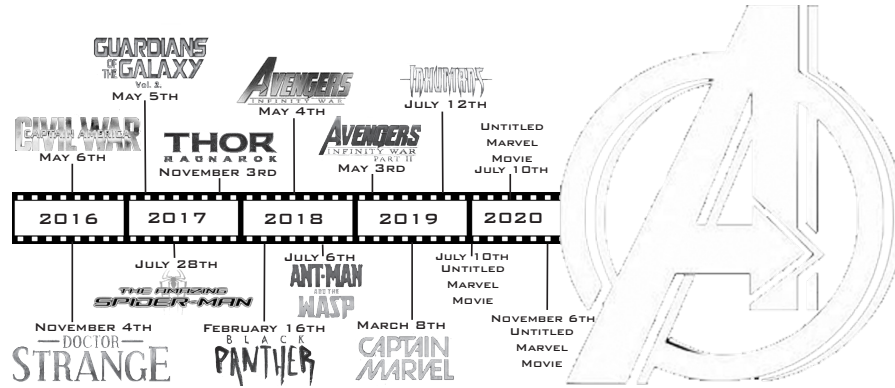 GUARDIANS
OF THE GALAXY
Vol. 2.
MAY 5TH
AVENGERS
INFINITY WAR
MAY 4TH
INHUMANS
JULY 12TH
CIVIL WAR
CAPTAIN AMERICA
MAY 6TH
THOR
RAGNAROK
NOVEMBER 3RD
AVENGERS
INFINITY WAR
PART II
MAY 3RD
UNTITLED
MARVEL
MOVIE
JULY 10TH
2016
2017
2018
2019
2020
JULY 28TH
THE AMAZING
SPIDER-MAN
JULY 6TH
ANT-MAN
AND THE
WASP
JULY 10TH
UNTITLED
MARVEL
MOVIE
NOVEMBER 4TH
DOCTOR
STRANGE
FEBRUARY 16TH
BLACK
PANTHER
MARCH 8TH
CAPTAIN
MARVEL
NOVEMBER 6TH
UNTITLED
MARVEL
MOVIE